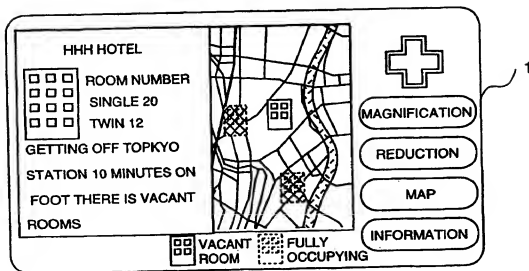 HHH HOTEL
ROOM NUMBER
SINGLE 20
TWIN 12
GETTING OFF TOPKYO
STATION 10 MINUTES ON
FOOT THERE IS VACANT
ROOMS
MAGNIFICATION
REDUCTION
MAP
INFORMATION
VACANT
ROOM
FULLY
OCCUPYING
1